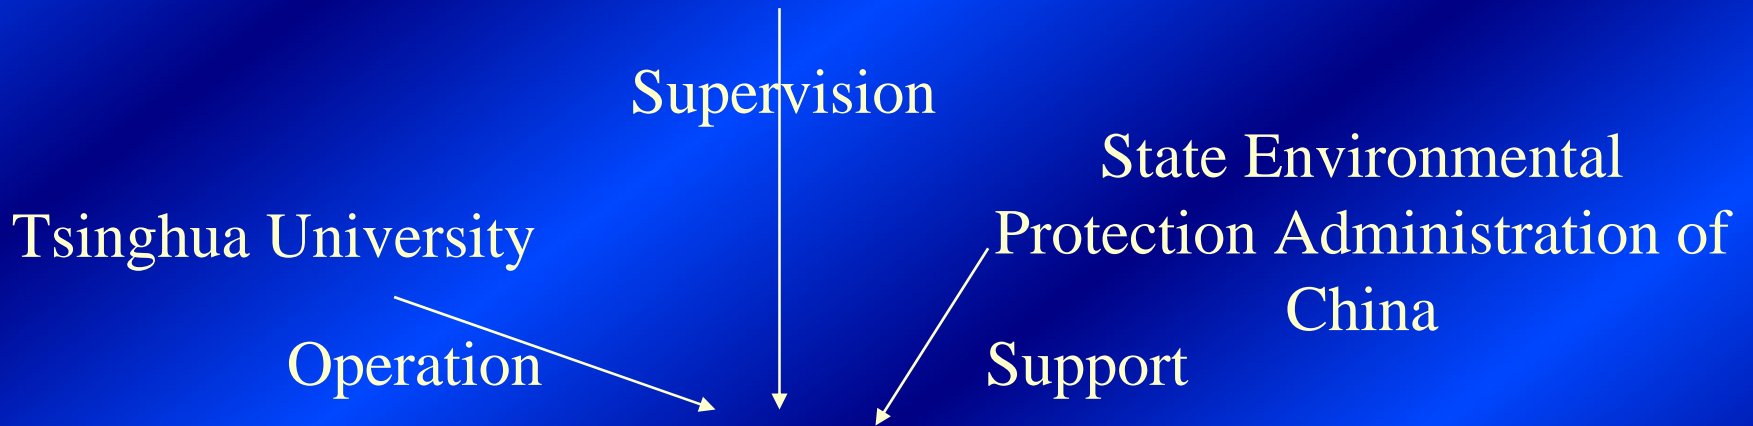 Supervision
State Environmental
Protection Administration of
China
Tsinghua University
Operation
Support